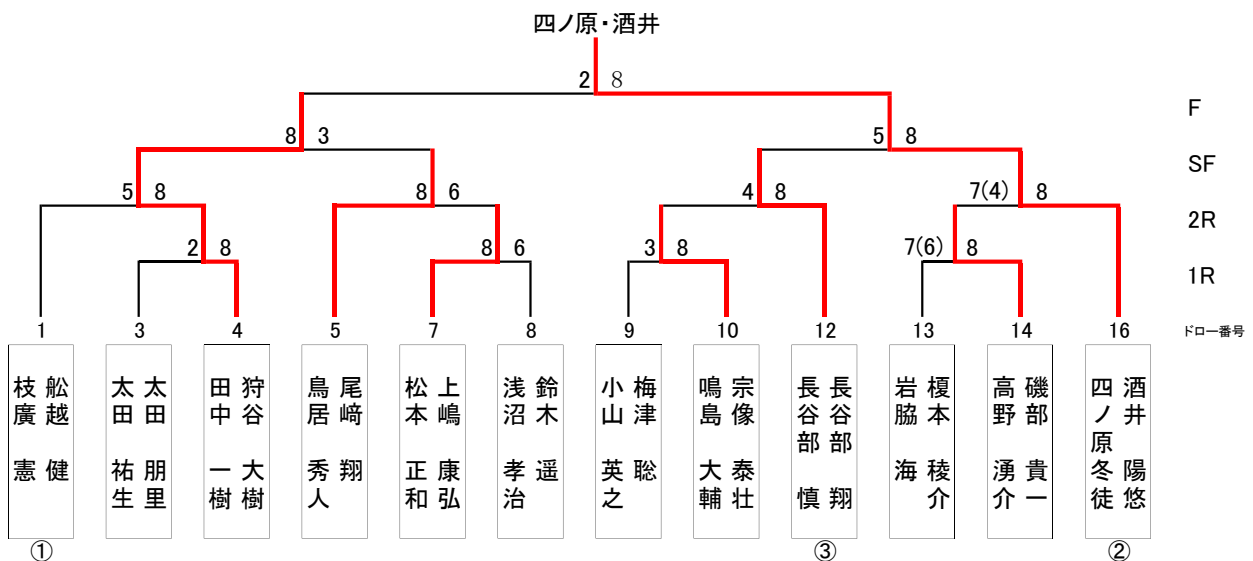 四ノ原・酒井
2 8
F
8 3
5 8
SF
5 8
8 6
4 8
7(4) 8
2R
2 8
8 6
3 8
7(6) 8
1R
1 3 4 5 7 8 9 10 12 13 14 16 ドロー番号
枝廣 憲
舩越 健
太田 祐生
太田 朋里
田中 一樹
狩谷 大樹
鳥居 秀人
尾﨑 翔
松本 正和
上嶋 康弘
浅沼 孝治
鈴木 遥
小山 英之
梅津 聡
鳴島 大輔
宗像 泰壮
長谷部 慎
長谷部 翔
岩脇 海
榎本 稜介
高野 湧介
磯部 貴一
四ノ原冬徒
酒井 陽悠
① ③ ②